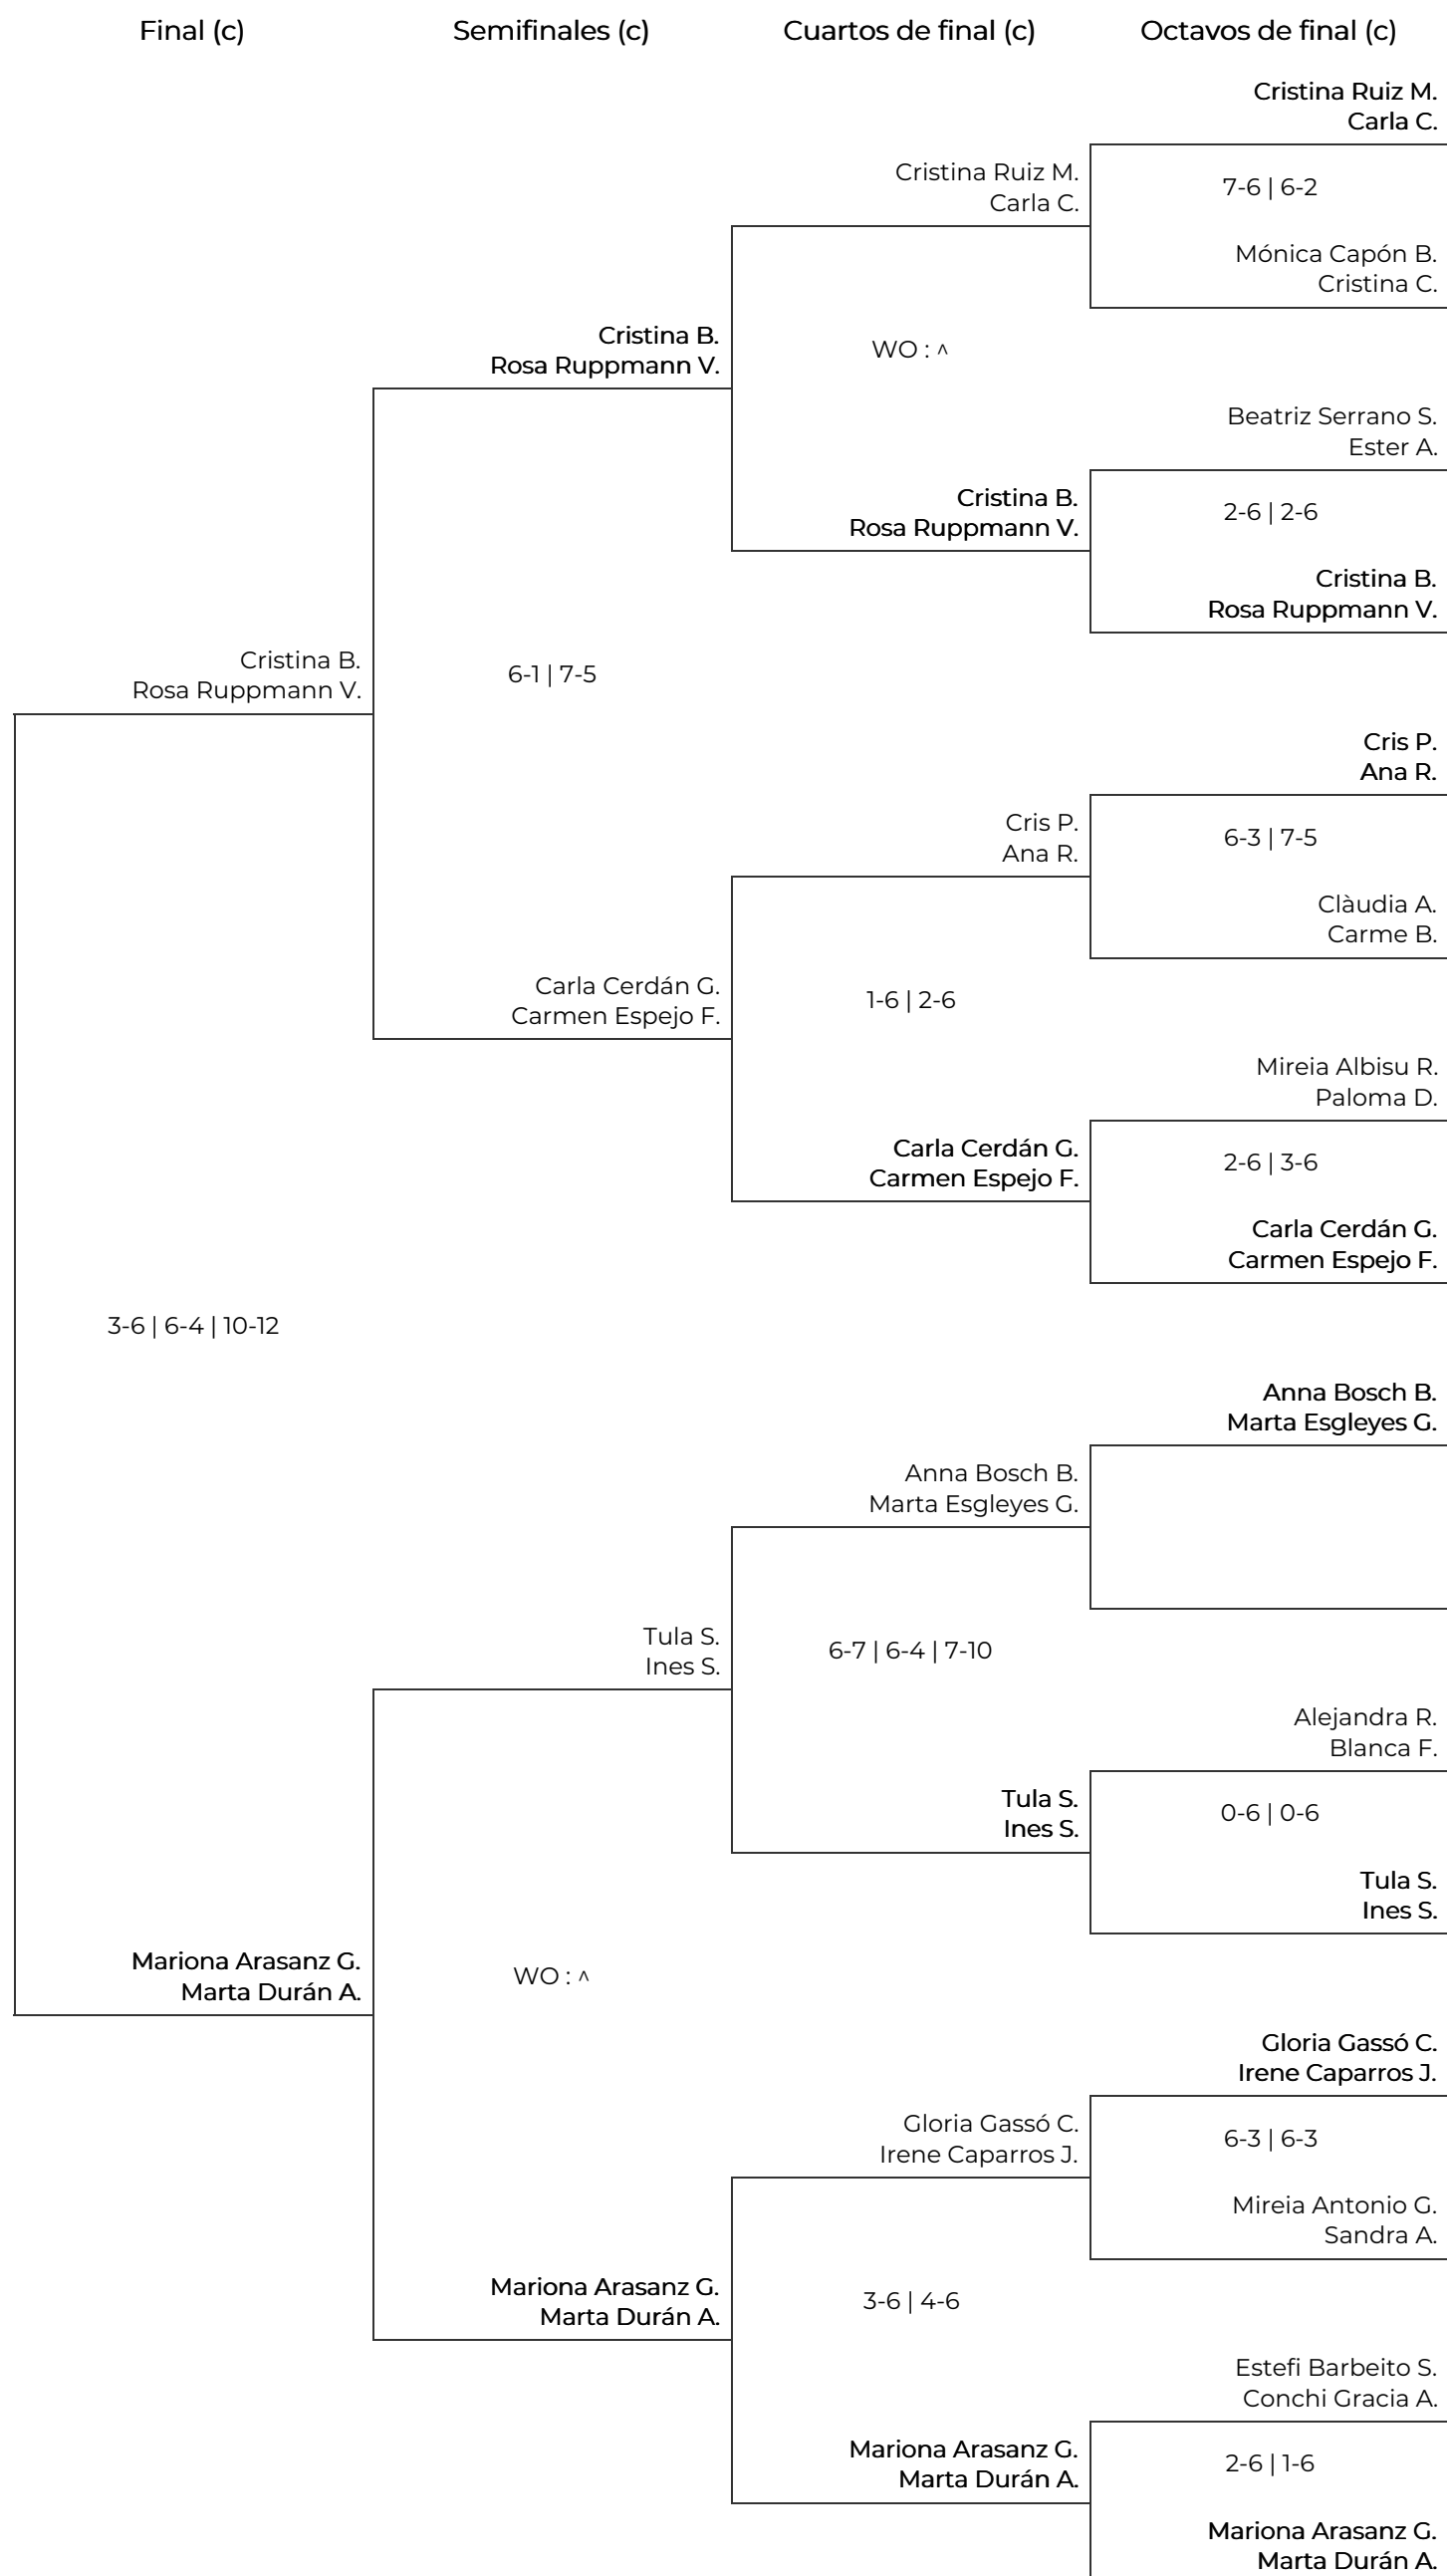 Final (c)
Semifinales (c)
Cuartos de final (c)
Octavos de final (c)
Cristina Ruiz M.
Carla C.
Cristina Ruiz M.
Carla C.
7-6 | 6-2
Mónica Capón B.
Cristina C.
Cristina B.
Rosa Ruppmann V.
WO : ^
Beatriz Serrano S.
Ester A.
Cristina B.
Rosa Ruppmann V.
2-6 | 2-6
Cristina B.
Rosa Ruppmann V.
Cristina B.
Rosa Ruppmann V.
6-1 | 7-5
Cris P.
Ana R.
Cris P.
Ana R.
6-3 | 7-5
Clàudia A.
Carme B.
Carla Cerdán G.
Carmen Espejo F.
1-6 | 2-6
Mireia Albisu R.
Paloma D.
Carla Cerdán G.
Carmen Espejo F.
2-6 | 3-6
Carla Cerdán G.
Carmen Espejo F.
3-6 | 6-4 | 10-12
Anna Bosch B.
Marta Esgleyes G.
Anna Bosch B.
Marta Esgleyes G.
Tula S.
Ines S.
6-7 | 6-4 | 7-10
Alejandra R.
Blanca F.
Tula S.
Ines S.
0-6 | 0-6
Tula S.
Ines S.
Mariona Arasanz G.
Marta Durán A.
WO : ^
Gloria Gassó C.
Irene Caparros J.
Gloria Gassó C.
Irene Caparros J.
6-3 | 6-3
Mireia Antonio G.
Sandra A.
Mariona Arasanz G.
Marta Durán A.
3-6 | 4-6
Estefi Barbeito S.
Conchi Gracia A.
Mariona Arasanz G.
Marta Durán A.
2-6 | 1-6
Mariona Arasanz G.
Marta Durán A.